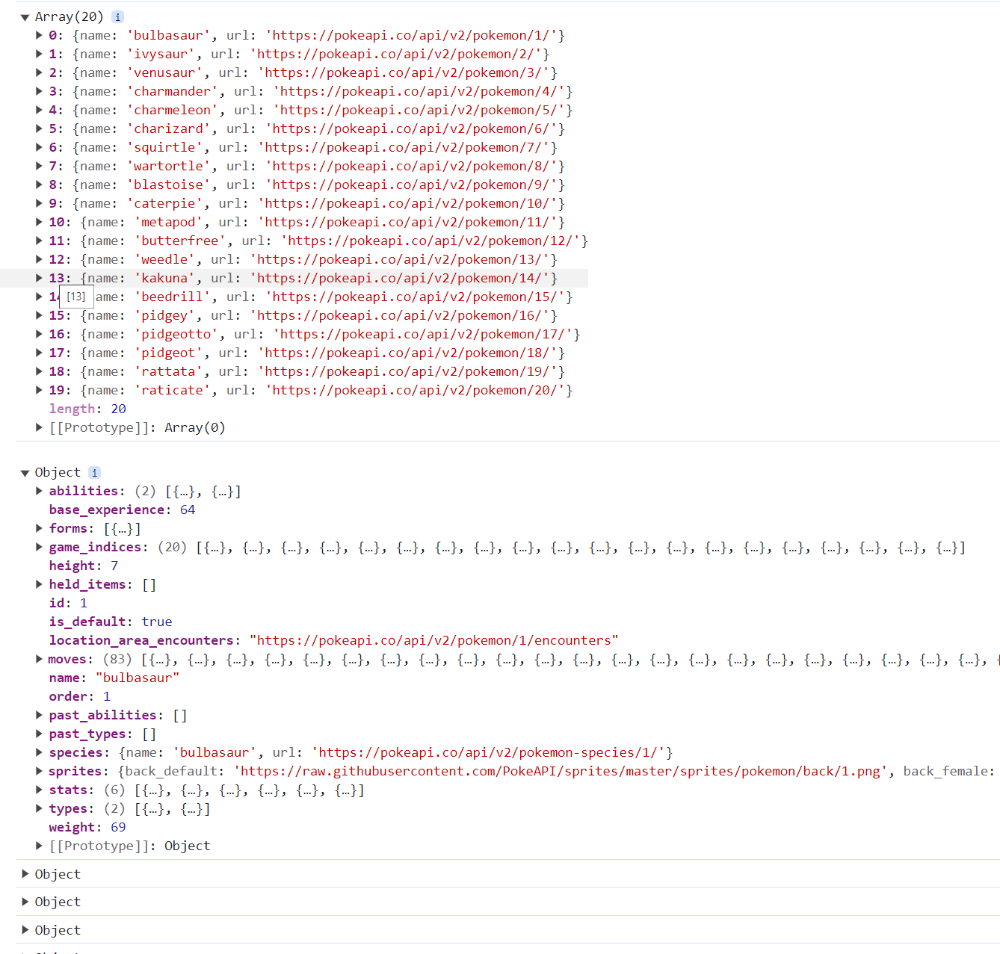 ▼ Array(20) i
▶ 0: {name: 'bulbasaur', url: 'https://pokeapi.co/api/v2/pokemon/1/'}
▶ 1: {name: 'ivysaur', url: 'https://pokeapi.co/api/v2/pokemon/2/'}
▶ 2: {name: 'venusaur', url: 'https://pokeapi.co/api/v2/pokemon/3/'}
▶ 3: {name: 'charmander', url: 'https://pokeapi.co/api/v2/pokemon/4/'}
▶ 4: {name: 'charmeleon', url: 'https://pokeapi.co/api/v2/pokemon/5/'}
▶ 5: {name: 'charizard', url: 'https://pokeapi.co/api/v2/pokemon/6/'}
▶ 6: {name: 'squirtle', url: 'https://pokeapi.co/api/v2/pokemon/7/'}
▶ 7: {name: 'wartortle', url: 'https://pokeapi.co/api/v2/pokemon/8/'}
▶ 8: {name: 'blastoise', url: 'https://pokeapi.co/api/v2/pokemon/9/'}
▶ 9: {name: 'caterpie', url: 'https://pokeapi.co/api/v2/pokemon/10/'}
▶ 10: {name: 'metapod', url: 'https://pokeapi.co/api/v2/pokemon/11/'}
▶ 11: {name: 'butterfree', url: 'https://pokeapi.co/api/v2/pokemon/12/'}
▶ 12: {name: 'weedle', url: 'https://pokeapi.co/api/v2/pokemon/13/'}
▶ 13: {name: 'kakuna', url: 'https://pokeapi.co/api/v2/pokemon/14/'}
▶ 14 [13] ame: 'beedrill', url: 'https://pokeapi.co/api/v2/pokemon/15/'}
▶ 15: {name: 'pidgey', url: 'https://pokeapi.co/api/v2/pokemon/16/'}
▶ 16: {name: 'pidgeotto', url: 'https://pokeapi.co/api/v2/pokemon/17/'}
▶ 17: {name: 'pidgeot', url: 'https://pokeapi.co/api/v2/pokemon/18/'}
▶ 18: {name: 'rattata', url: 'https://pokeapi.co/api/v2/pokemon/19/'}
▶ 19: {name: 'raticate', url: 'https://pokeapi.co/api/v2/pokemon/20/'}
length: 20
▶ [[Prototype]]: Array(0)
▼ Object i
▶ abilities: (2) [{…}, {…}]
base_experience: 64
▶ forms: [{…}]
▶ game_indices: (20) [{…}, {…}, {…}, {…}, {…}, {…}, {…}, {…}, {…}, {…}, {…}, {…}, {…}, {…}, {…}, {…}, {…}, {…}, {…}, {…}]
height: 7
▶ held_items: []
id: 1
is_default: true
location_area_encounters: "https://pokeapi.co/api/v2/pokemon/1/encounters"
▶ moves: (83) [{…}, {…}, {…}, {…}, {…}, {…}, {…}, {…}, {…}, {…}, {…}, {…}, {…}, {…}, {…}, {…}, {…}, {…}, {…}, {…}, {…}, {…}, {
name: "bulbasaur"
order: 1
▶ past_abilities: []
▶ past_types: []
▶ species: {name: 'bulbasaur', url: 'https://pokeapi.co/api/v2/pokemon-species/1/'}
▶ sprites: {back_default: 'https://raw.githubusercontent.com/PokeAPI/sprites/master/sprites/pokemon/back/1.png', back_female:
▶ stats: (6) [{…}, {…}, {…}, {…}, {…}, {…}]
▶ types: (2) [{…}, {…}]
weight: 69
▶ [[Prototype]]: Object
▶ Object
▶ Object
▶ Object